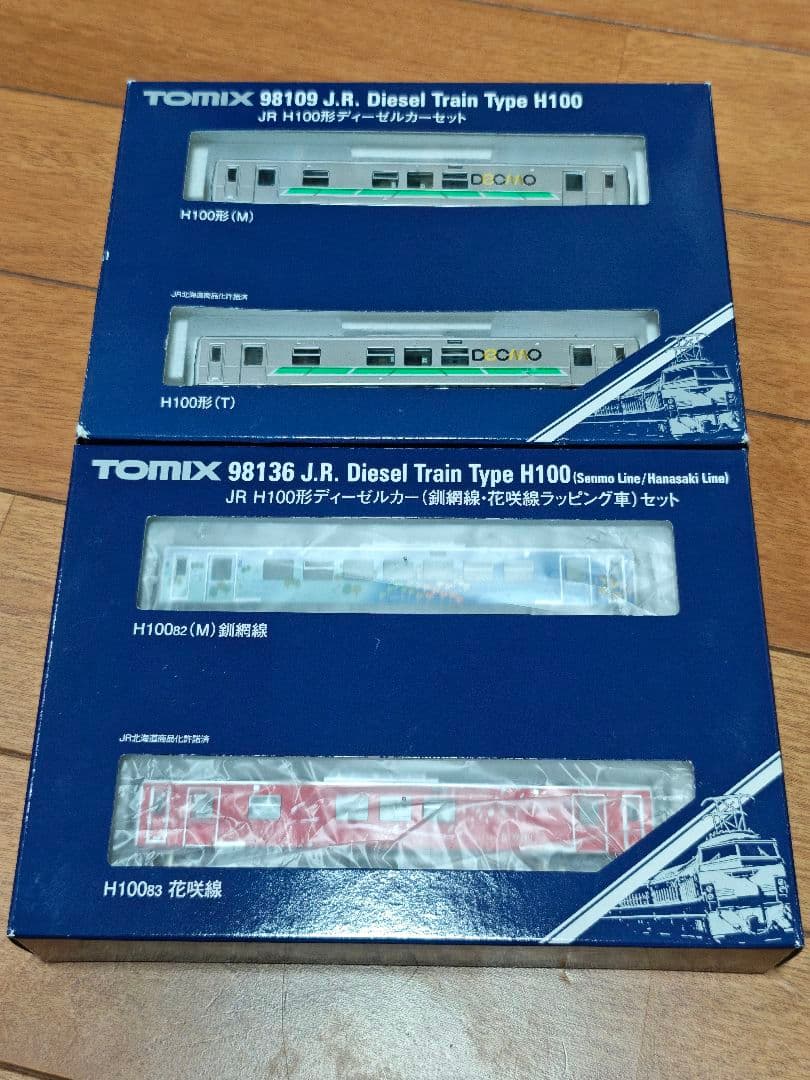 TOMIX 98109 J.R. Diesel Train Type H100
JR H100形ディーゼルカーセット
DECMO
H100形(M)
JR北海道商品化許諾済
DECMO
H100形(T)
TOMIX 98136 J.R. Diesel Train Type H100(Senmo Line/Hanasaki Line)
JR H100形ディーゼルカー(釧網線・花咲線ラッピング車)セット
H10082(M)釧網線
JR北海道商品化許諾済
H10083 花咲線